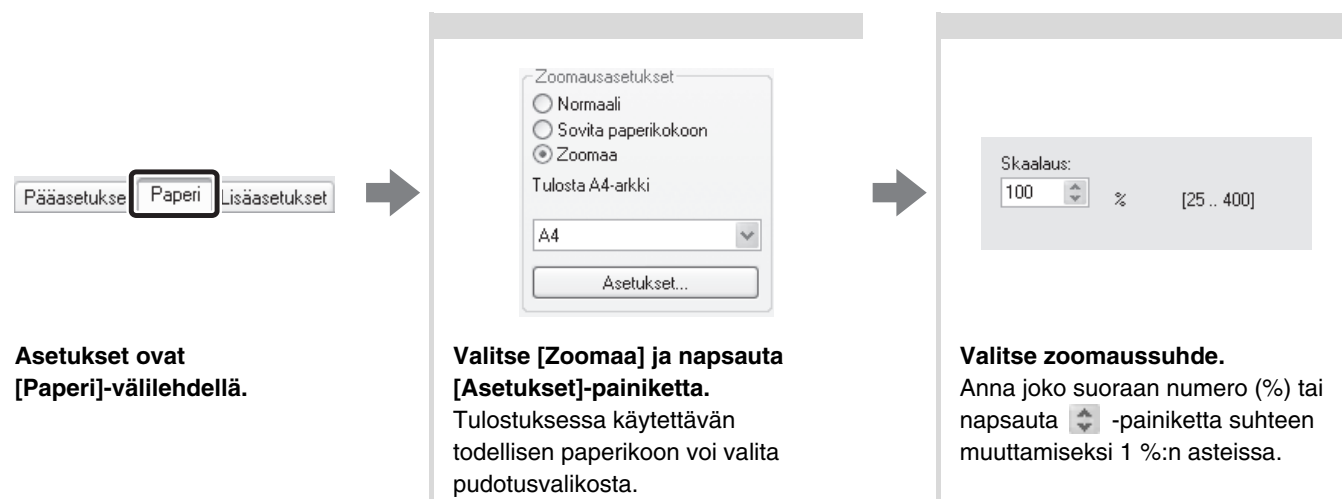 Pääasetukse
Paperi
Lisäasetukset
Asetukset ovat
[Paperi]-välilehdellä.
Zoomausasetukset
Normaali
Sovita paperikokoon
Zoomaa
Tulosta A4-arkki
A4
Asetukset...
Valitse [Zoomaa] ja napsauta
[Asetukset]-painiketta.
Tulostuksessa käytettävän
todellisen paperikoon voi valita
pudotusvalikosta.
Skaalaus:
100 % [25 .. 400]
Valitse zoomaussuhde.
Anna joko suoraan numero (%) tai
napsauta -painiketta suhteen
muuttamiseksi 1 %:n asteissa.